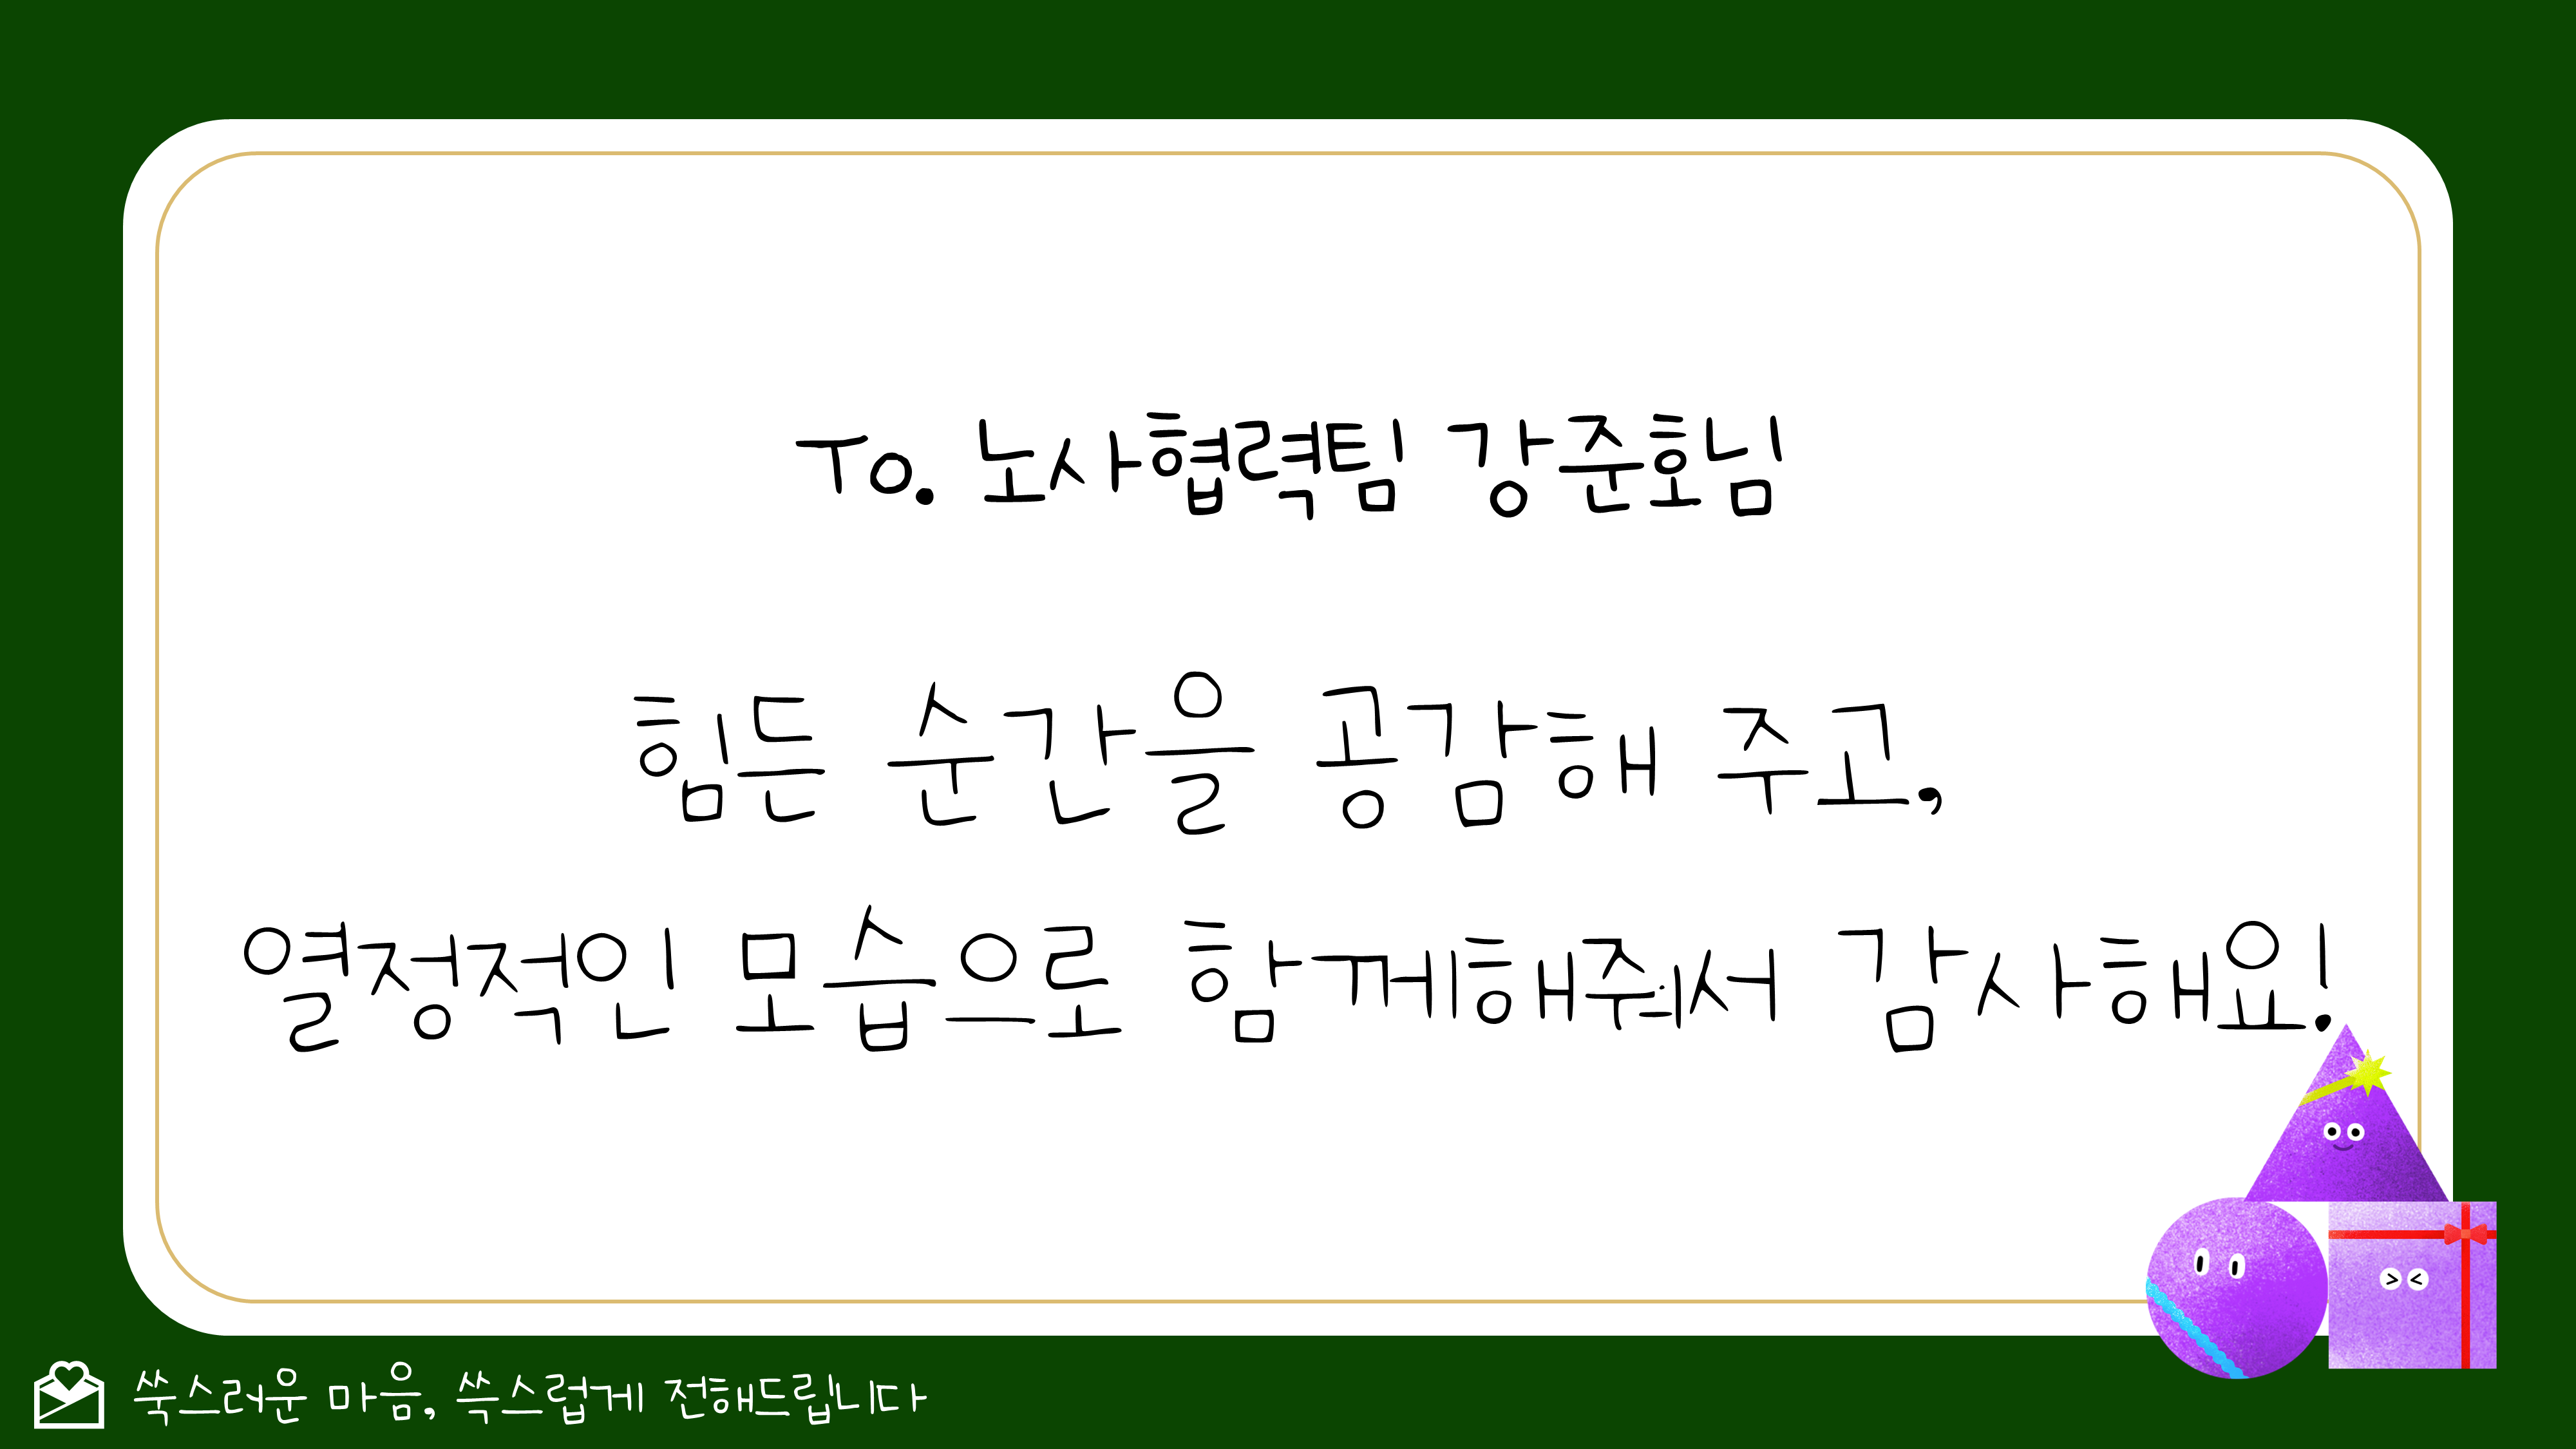 To. 노사협력팀 강준호님
힘든 순간을 공감해 주고,
열정적인 모습으로 함께해줘서 감사해요!
쑥스러운 마음, 쓱스럽게 전해드립니다